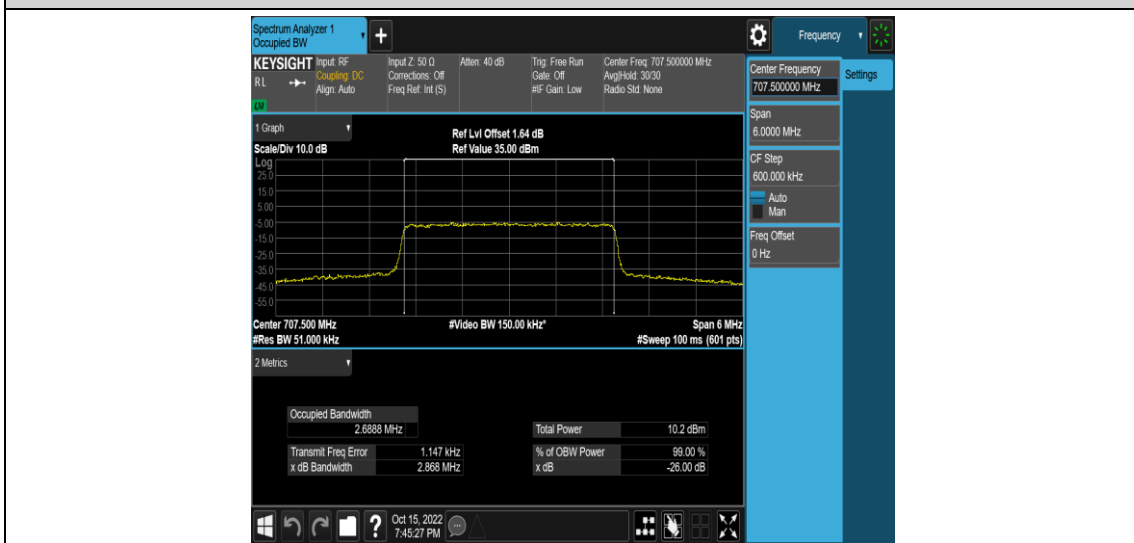 Spectrum Analyzer 1
Occupied BW
Frequency
KEYSIGHT
RL
LW
Input: RF
Coupling: DC
Align: Auto
Input Z: 50 Ω
Corrections: Off
Freq Ref: Int (S)
Atten: 40 dB
Trig: Free Run
Gate: Off
#IF Gain: Low
Center Freq: 707.500000 MHz
Avg|Hold: 30/30
Radio Std: None
Center Frequency
707.500000 MHz
Settings
Span
6.0000 MHz
CF Step
600.000 kHz
Auto
Man
Freq Offset
0 Hz
1 Graph
Scale/Div 10.0 dB
Ref Lvl Offset 1.64 dB
Ref Value 35.00 dBm
Log
25.0
15.0
5.00
-5.00
-15.0
-25.0
-35.0
-45.0
-55.0
Center 707.500 MHz
#Video BW 150.00 kHz*
Span 6 MHz
#Res BW 51.000 kHz
#Sweep 100 ms (601 pts)
2 Metrics
Occupied Bandwidth
2.6888 MHz
Total Power 10.2 dBm
Transmit Freq Error 1.147 kHz
% of OBW Power 99.00 %
x dB Bandwidth 2.868 MHz
x dB -26.00 dB
?
Oct 15, 2022
7:45:27 PM